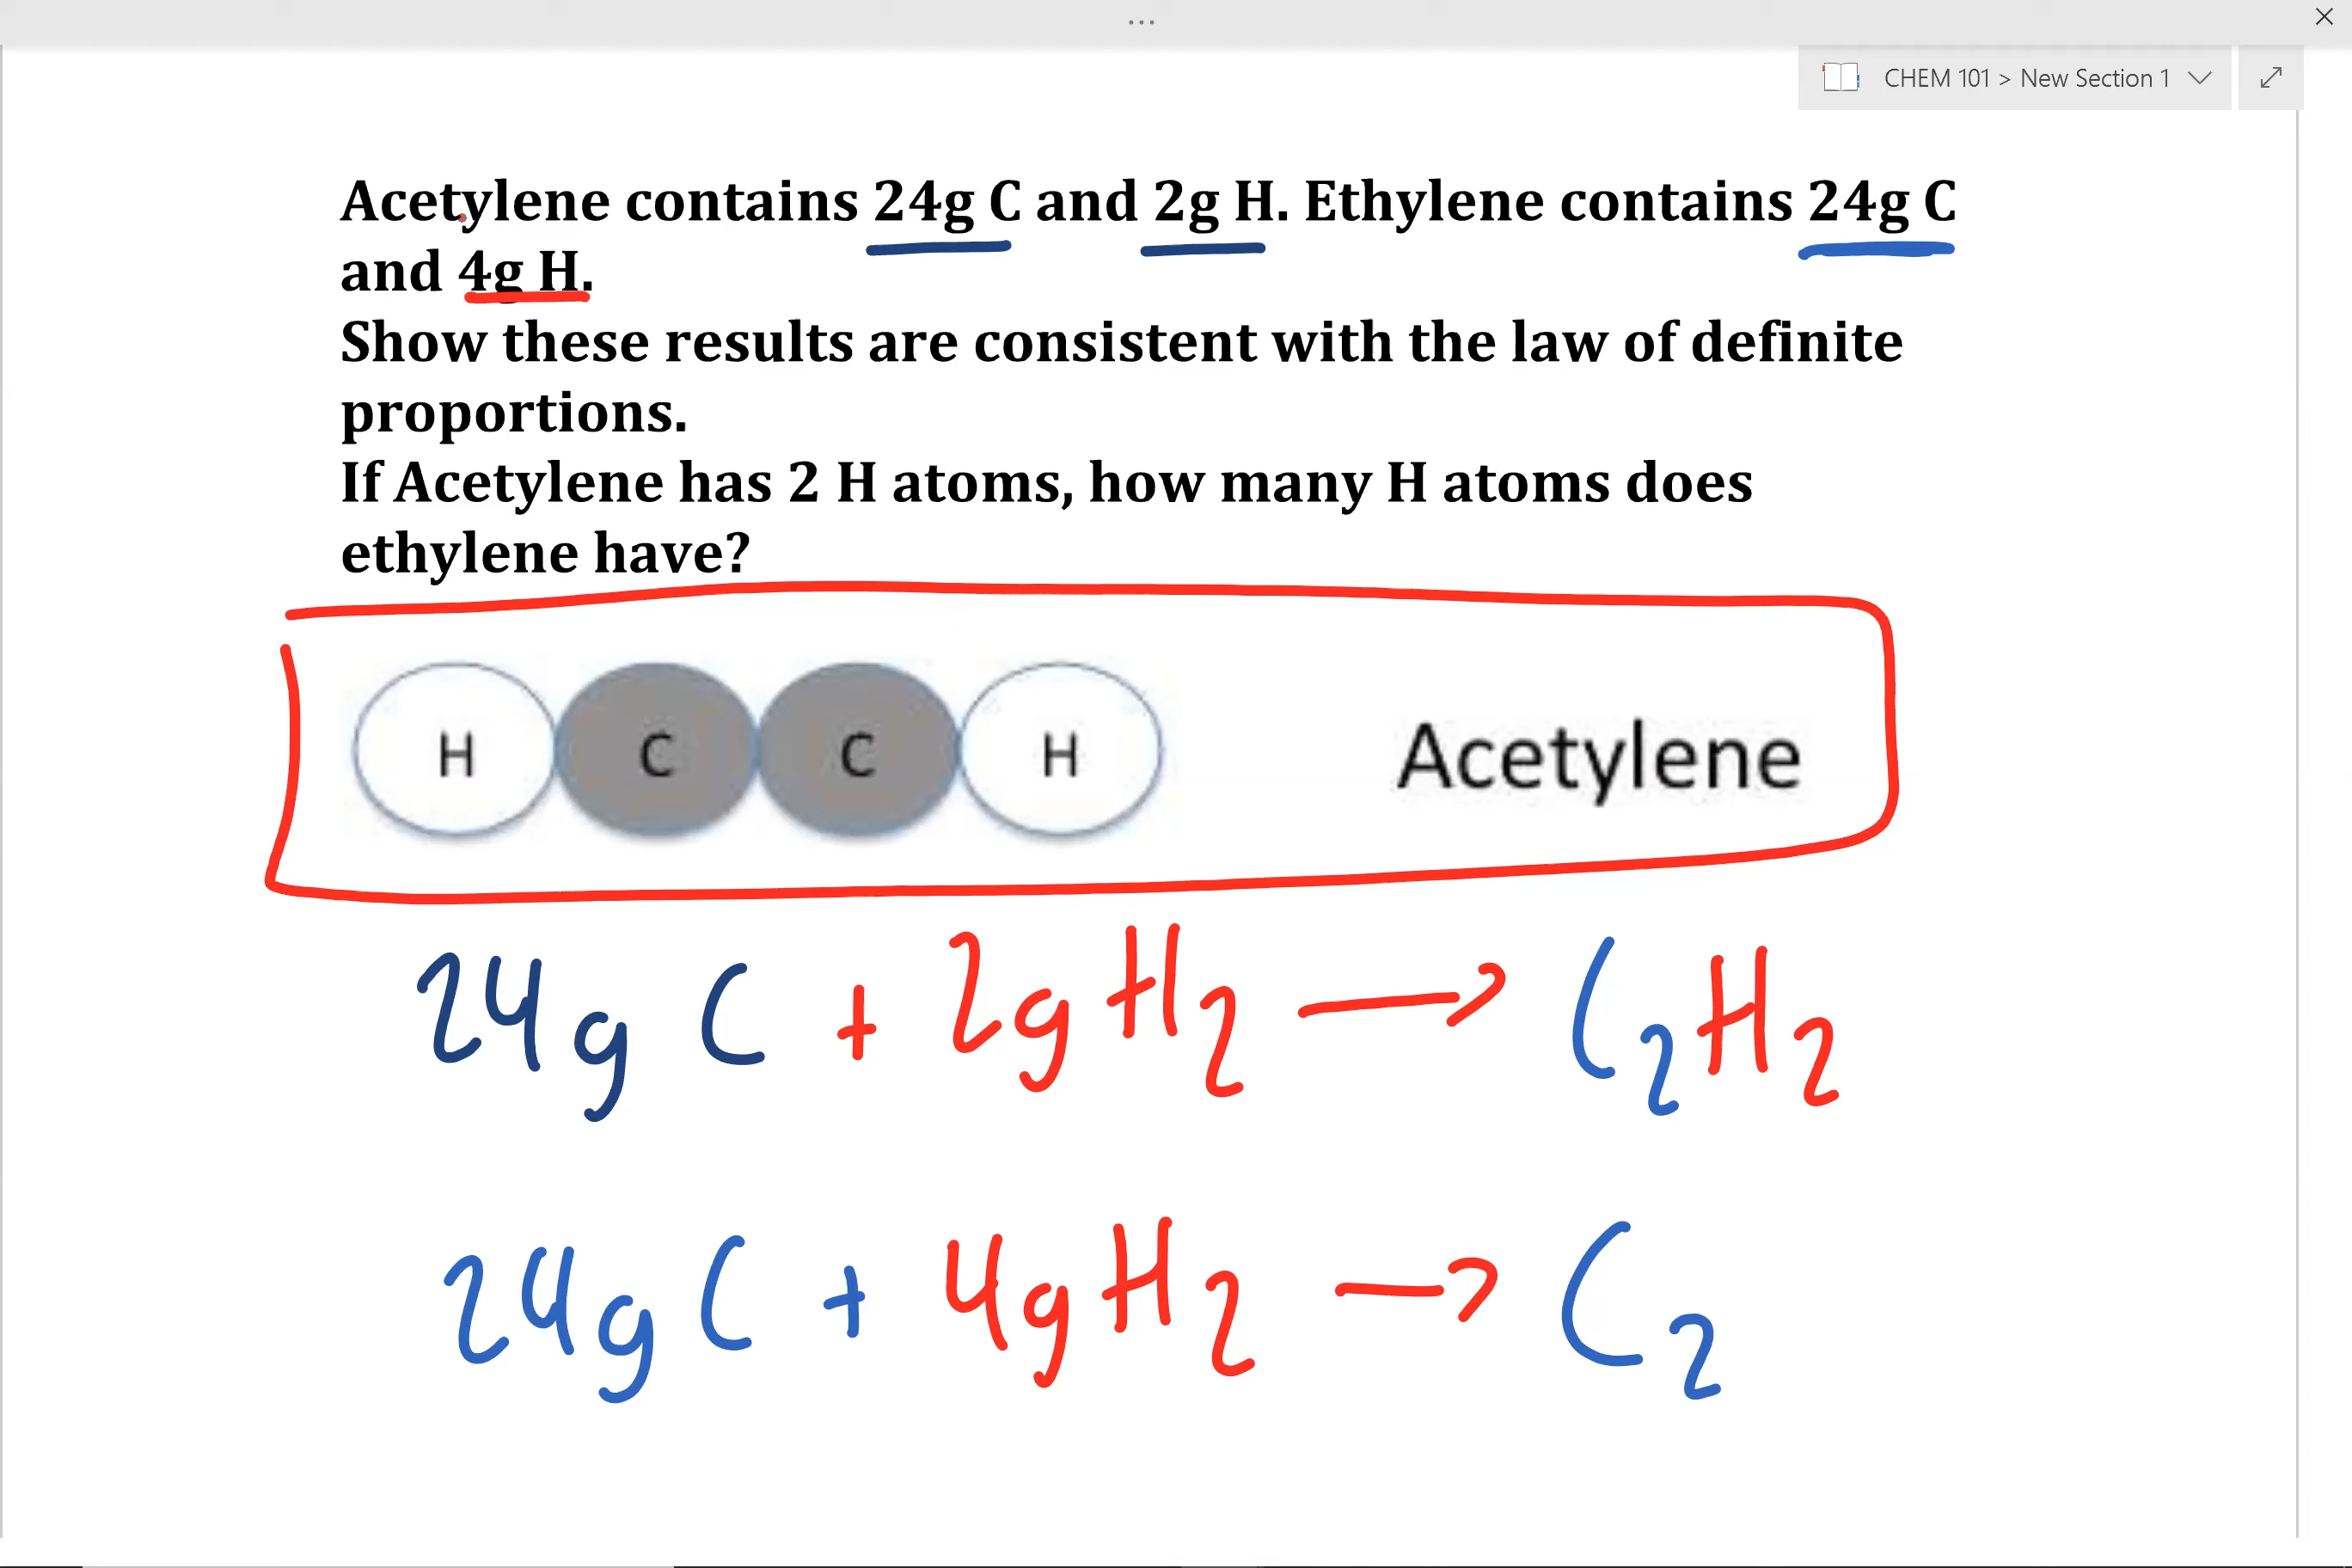 ...
CHEM 101 > New Section 1
Acetylene contains 24g C and 2g H. Ethylene contains 24g C
and 4g H.
Show these results are consistent with the law of definite
proportions.
If Acetylene has 2 H atoms, how many H atoms does
ethylene have?
H C C H Acetylene
24g C + 2g H₂ → C₂H₂
24g C + 4g H₂ → C₂